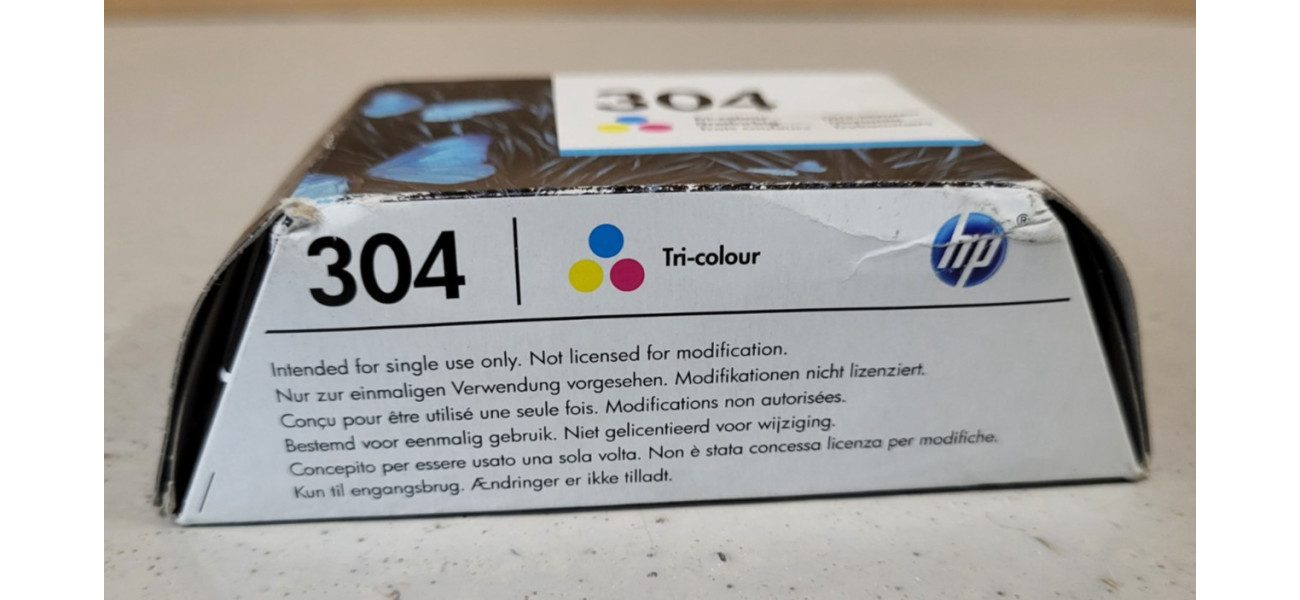 304
304
Tri-colour
hp
®
Intended for single use only. Not licensed for modification.
Nur zur einmaligen Verwendung vorgesehen. Modifikationen nicht lizenziert.
Conçu pour être utilisé une seule fois. Modifications non autorisées.
Bestemd voor eenmalig gebruik. Niet gelicentieerd voor wijziging.
Concepito per essere usato una sola volta. Non è stata concessa licenza per modifiche.
Kun til engangsbrug. Ændringer er ikke tilladt.